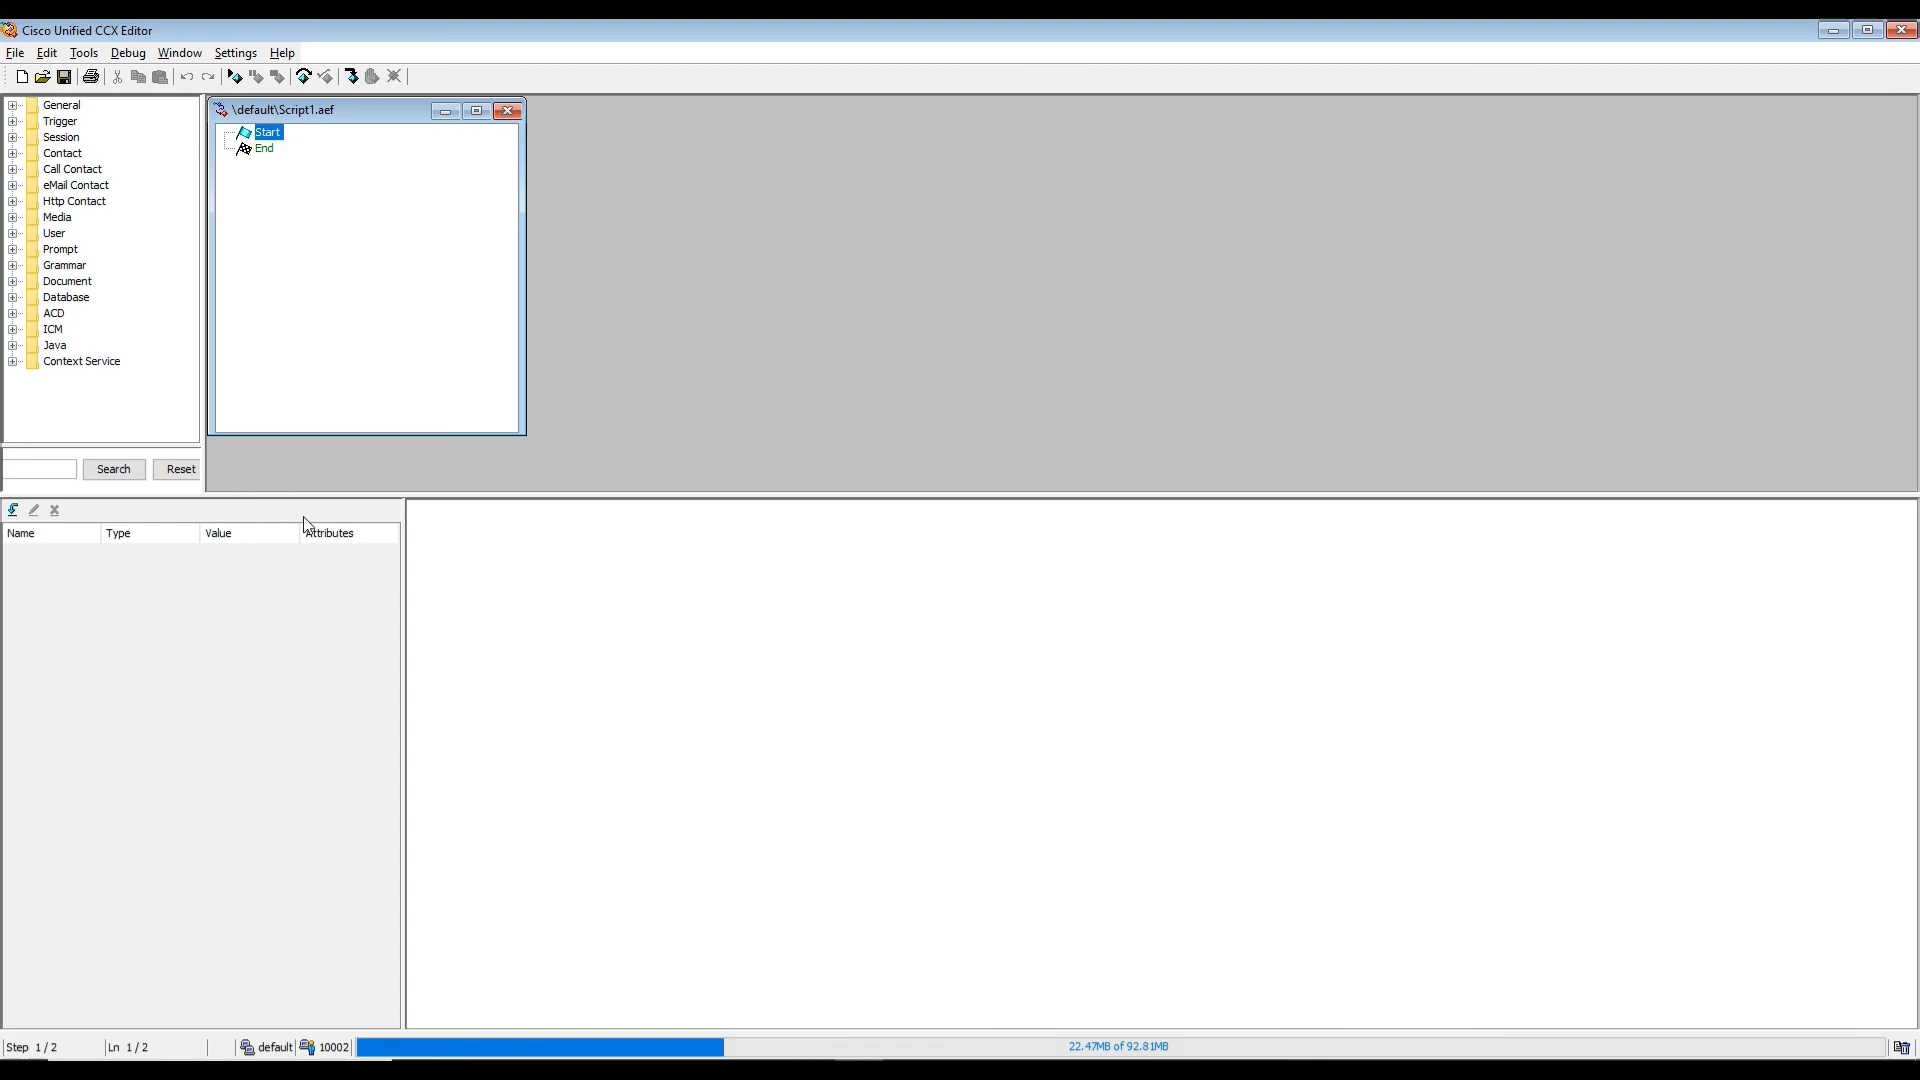 Cisco Unified CCX Editor
File Edit Tools Debug Window Settings Help
General
Trigger
Session
Contact
Call Contact
eMail Contact
Http Contact
Media
User
Prompt
Grammar
Document
Database
ACD
ICM
Java
Context Service
Search Reset
\default\Script1.aef
Start
End
Name Type Value Attributes
Step 1 / 2 Ln 1 / 2 default 10002 22.47MB of 92.81MB